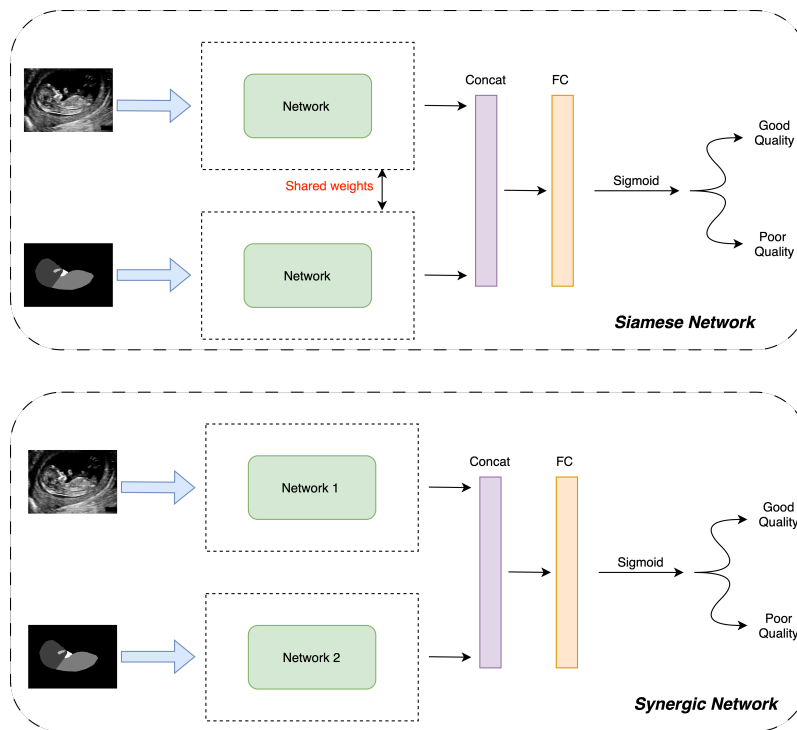 Network
Concat
FC
Shared weights
Sigmoid
Good
Quality
Network
Poor
Quality
Siamese Network
Network 1
Concat
FC
Sigmoid
Good
Quality
Network 2
Poor
Quality
Synergic Network